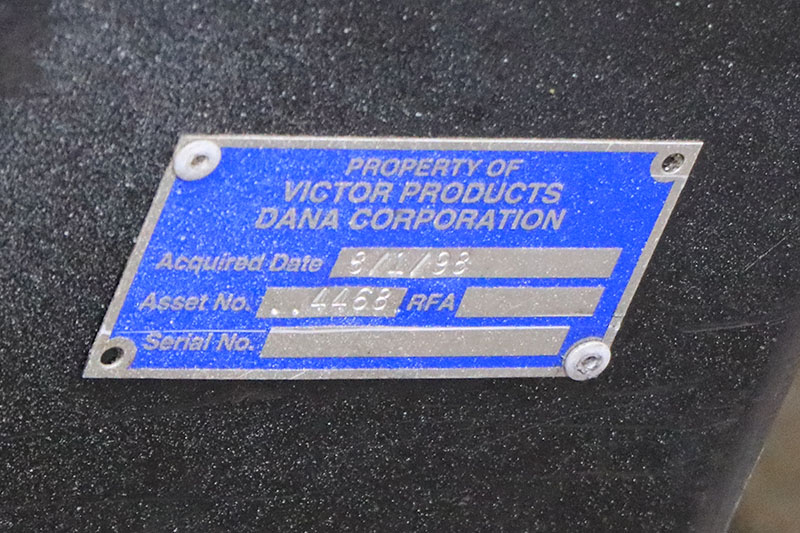 PROPERTY OF
VICTOR PRODUCTS
DANA CORPORATION
Acquired Date 8/1/98
Asset No. ..4468. RFA
Serial No.